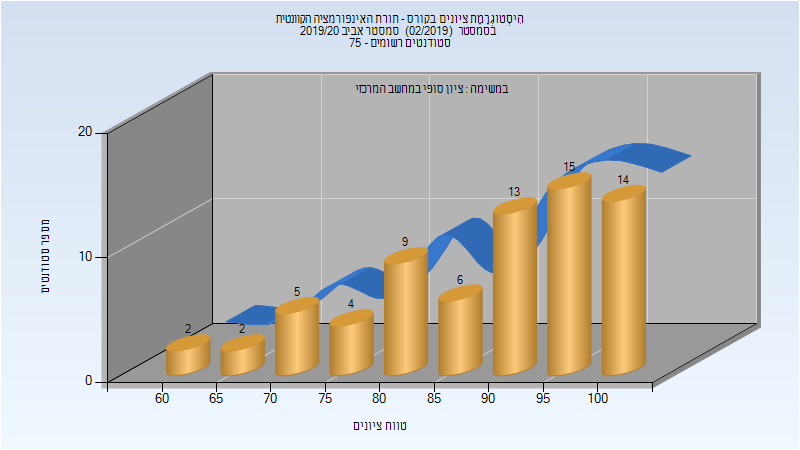 היסטוגרמת ציונים בקורס - תורת האינפורמציה הקוונטית
בסמסטר (02/2019) סמסטר אביב 2019/20
סטודנטים רשומים - 75
במשימה : ציון סופי במחשב המרכזי
מספר סטודנטים
20
10
0
2
2
5
4
9
6
13
15
14
60 65 70 75 80 85 90 95 100
טווח ציונים